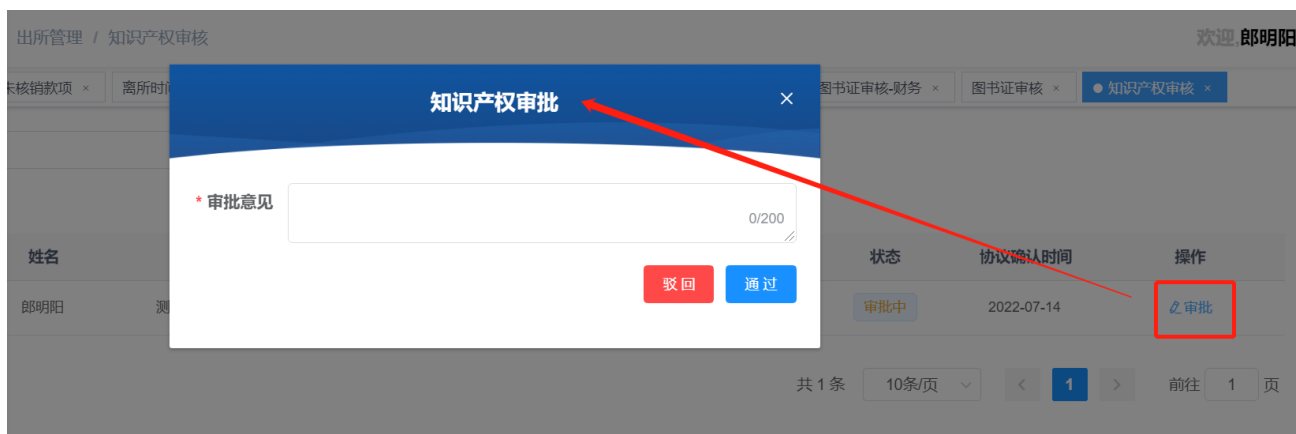 出所管理 / 知识产权审核
欢迎,郎明阳
未核销款项 × 离所时间 图书证审核-财务 × 图书证审核 × 知识产权审核 ×
知识产权审批 ×
* 审批意见
0/200
驳回 通过
姓名 状态 协议确认时间 操作
郎明阳 测 审批中 2022-07-14 审批
共 1 条 10条/页 < 1 > 前往 1 页